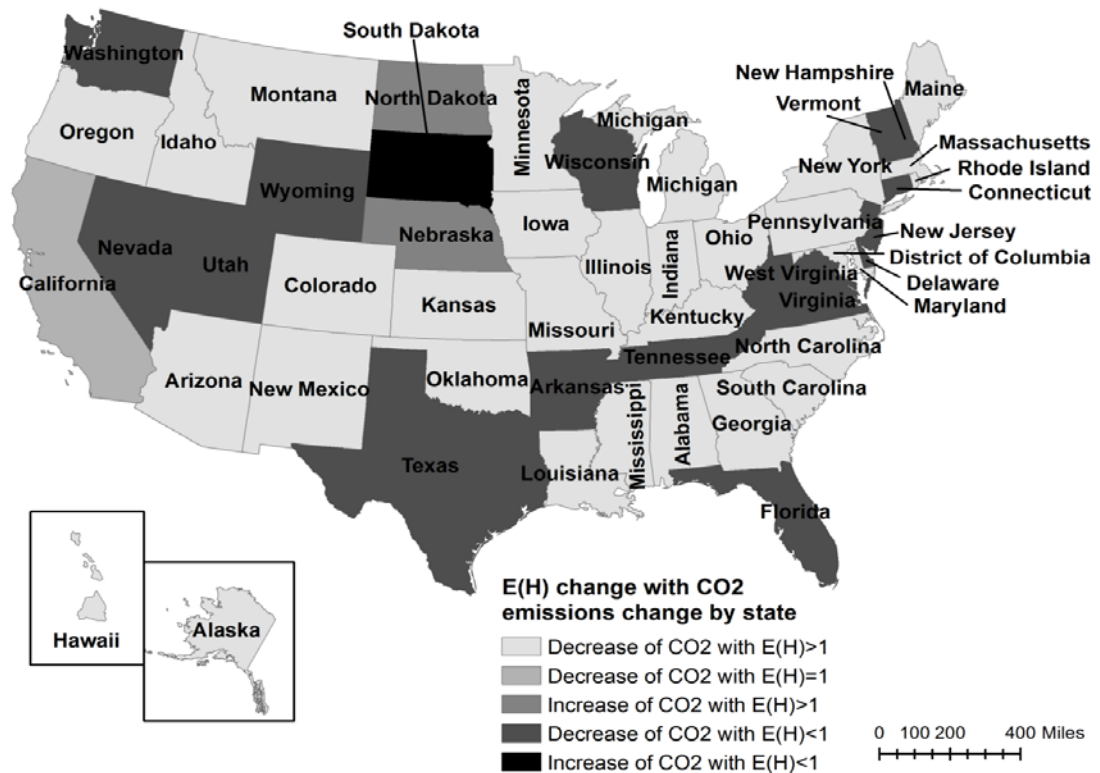 South Dakota
Washington
New Hampshire
Montana
North Dakota
Vermont
Maine
Minnesota
Michigan
Oregon
Idaho
Massachusetts
Wisconsin
New York
Rhode Island
Wyoming
Michigan
Connecticut
Iowa
Pennsylvania
Nebraska
New Jersey
Nevada
Ohio
District of Columbia
Utah
Illinois
Indiana
West Virginia
California
Colorado
Delaware
Virginia
Maryland
Kansas
Missouri
Kentucky
North Carolina
Tennessee
Arizona
New Mexico
Oklahoma
Arkansas
South Carolina
Mississippi
Alabama
Georgia
Texas
Louisiana
Florida
Hawaii
Alaska
E(H) change with CO2
emissions change by state
Decrease of CO2 with E(H)>1
Decrease of CO2 with E(H)=1
Increase of CO2 with E(H)>1
Decrease of CO2 with E(H)<1
Increase of CO2 with E(H)<1
0 100 200 400 Miles